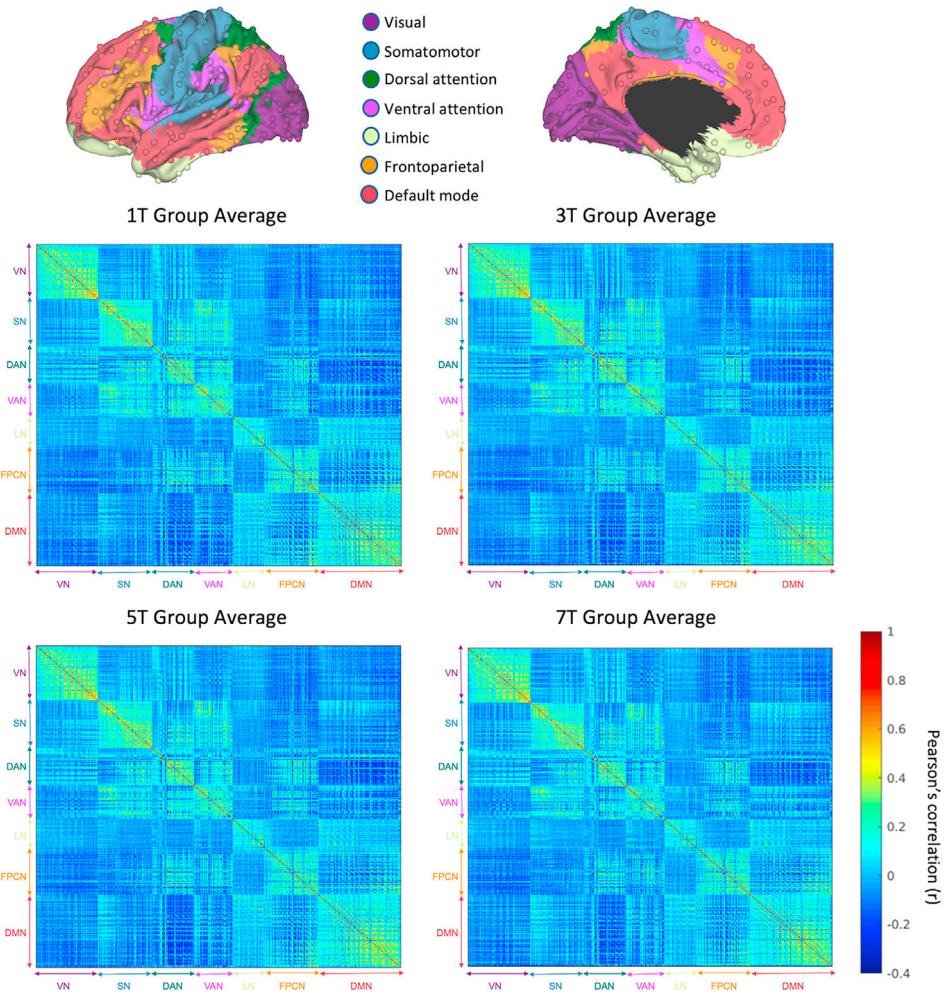 Visual
Somatomotor
Dorsal attention
Ventral attention
Limbic
Frontoparietal
Default mode
1T Group Average
3T Group Average
VN
SN
DAN
VAN
LN
FPCN
DMN
VN SN DAN VAN LN FPCN DMN
VN
SN
DAN
VAN
LN
FPCN
DMN
VN SN DAN VAN LN FPCN DMN
5T Group Average
7T Group Average
VN
SN
DAN
VAN
LN
FPCN
DMN
VN SN DAN VAN LN FPCN DMN
VN
SN
DAN
VAN
LN
FPCN
DMN
VN SN DAN VAN LN FPCN DMN
1
0.8
0.6
0.4
0.2
0
-0.2
-0.4
Pearson's correlation (r)